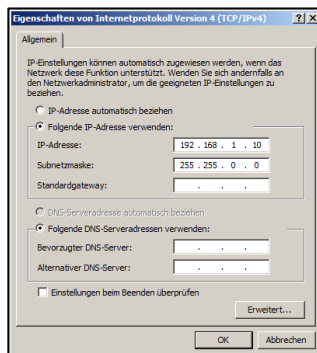 Eigenschaften von Internetprotokoll Version 4 (TCP/IPv4)
Allgemein
IP-Einstellungen können automatisch zugewiesen werden, wenn das
Netzwerk diese Funktion unterstützt. Wenden Sie sich andernfalls an
den Netzwerkadministrator, um die geeigneten IP-Einstellungen zu
beziehen.
IP-Adresse automatisch beziehen
Folgende IP-Adresse verwenden:
IP-Adresse: 192 . 168 . 1 . 10
Subnetzmaske: 255 . 255 . 0 . 0
Standardgateway: . . .
DNS-Serveradresse automatisch beziehen
Folgende DNS-Serveradressen verwenden:
Bevorzugter DNS-Server: . . .
Alternativer DNS-Server: . . .
Einstellungen beim Beenden überprüfen
Erweitert...
OK Abbrechen